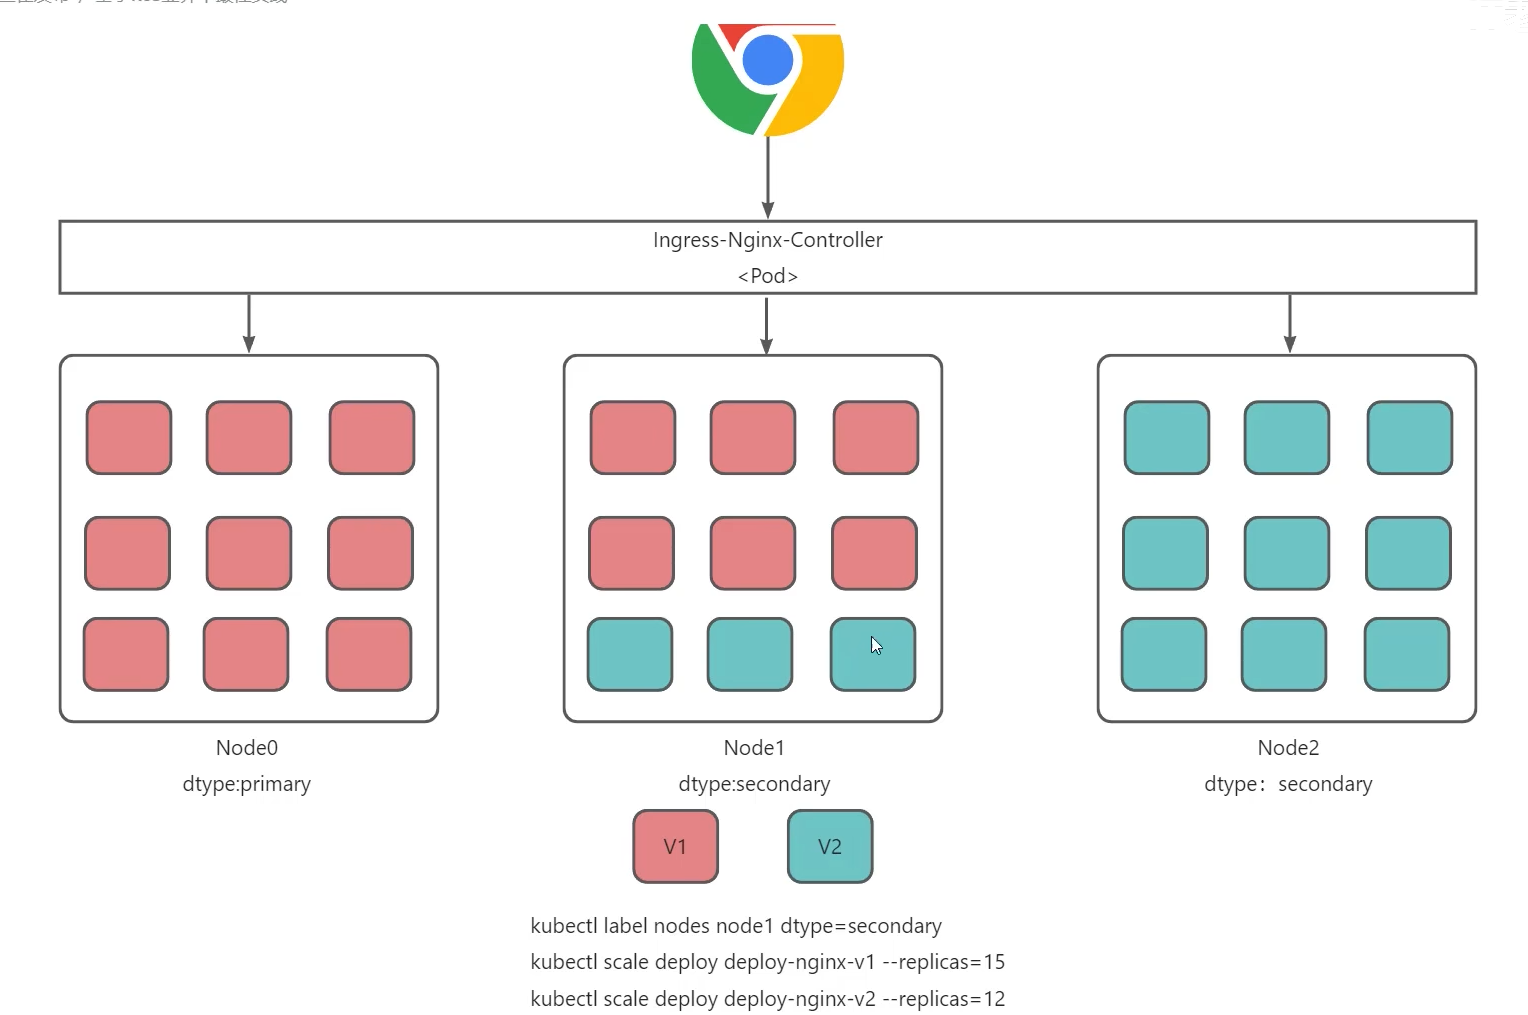 Ingress-Nginx-Controller
<Pod>
Node0
Node1
Node2
dtype:primary
dtype:secondary
dtype：secondary
V1
V2
kubectl label nodes node1 dtype=secondary
kubectl scale deploy deploy-nginx-v1 --replicas=15
kubectl scale deploy deploy-nginx-v2 --replicas=12